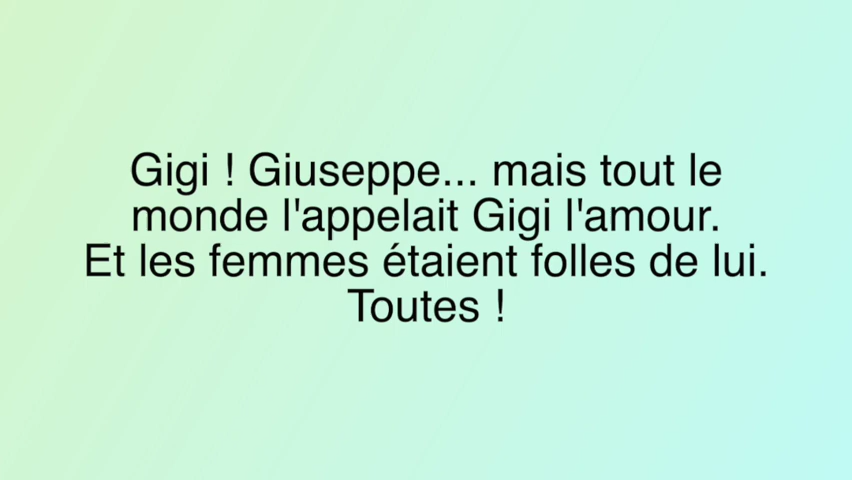 Gigi ! Giuseppe... mais tout le
monde l'appelait Gigi l'amour.
Et les femmes étaient folles de lui.
Toutes !